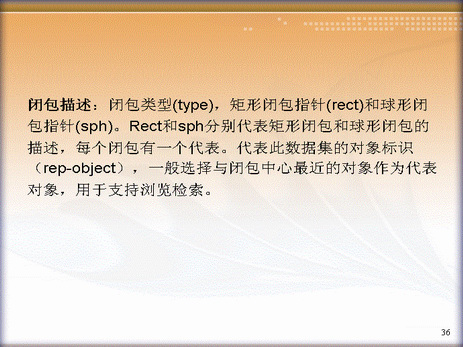 闭包描述：闭包类型(type)，矩形闭包指针(rect)和球形闭
包指针(sph)。Rect和sph分别代表矩形闭包和球形闭包的
描述，每个闭包有一个代表。代表此数据集的对象标识
（rep-object），一般选择与闭包中心最近的对象作为代表
对象，用于支持浏览检索。
36